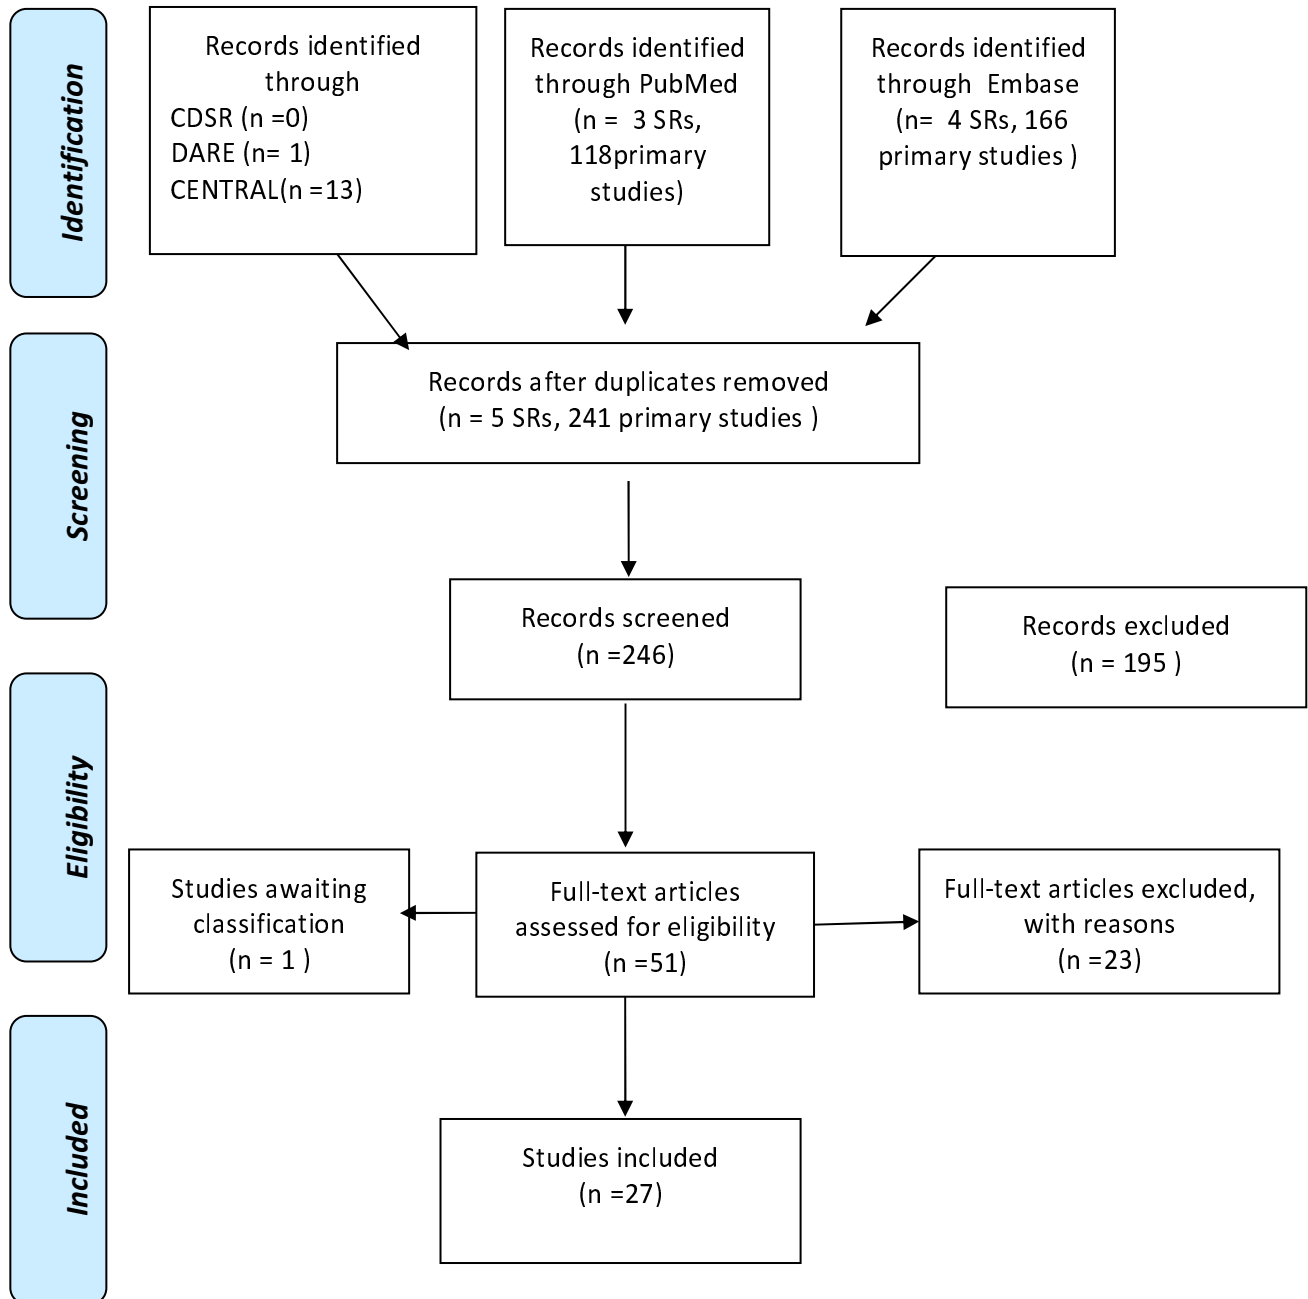 Identification
Records identified
through
CDSR (n =0)
DARE (n= 1)
CENTRAL(n =13)
Records identified
through PubMed
(n = 3 SRs,
118primary
studies)
Records identified
through Embase
(n= 4 SRs, 166
primary studies )
Screening
Records after duplicates removed
(n = 5 SRs, 241 primary studies )
Records screened
(n =246)
Records excluded
(n = 195 )
Eligibility
Studies awaiting
classification
(n = 1 )
Full-text articles
assessed for eligibility
(n =51)
Full-text articles excluded,
with reasons
(n =23)
Included
Studies included
(n =27)